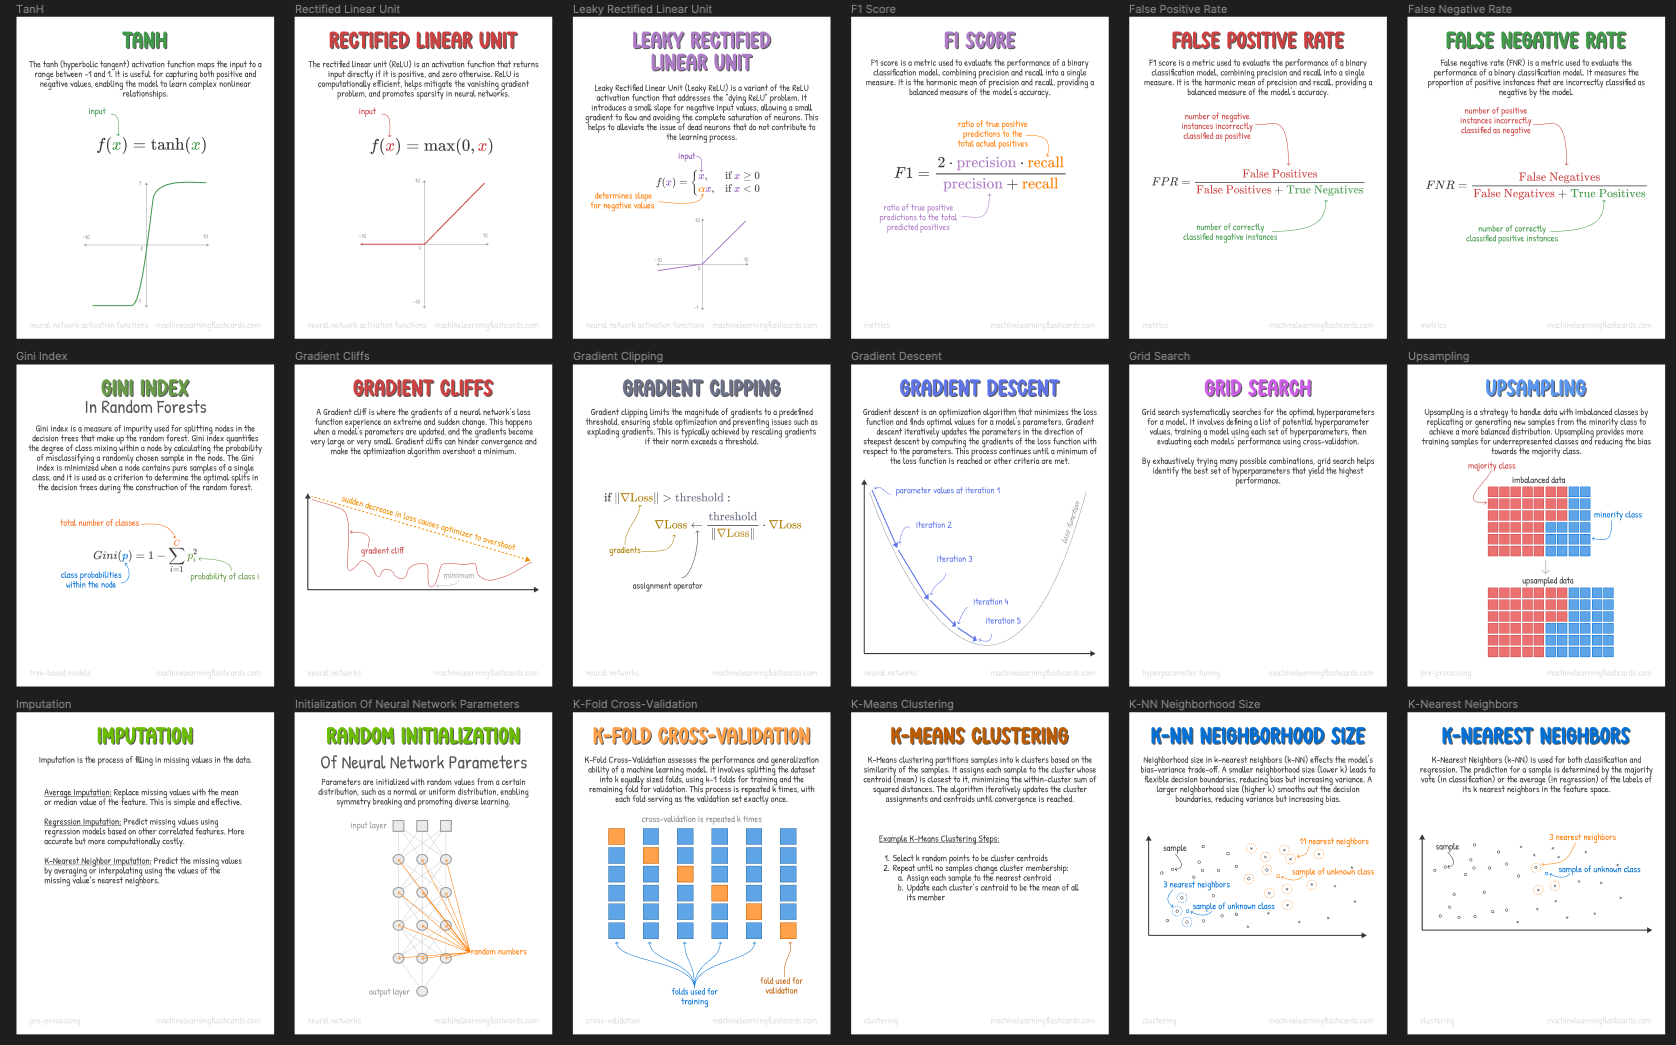 TanH
TANH
The tanh (hyperbolic tangent) activation function maps the input to a
range between -1 and 1. It is useful for capturing both positive and
negative values, enabling the model to learn complex nonlinear
relationships.
input
f(x) = tanh(x)
1
-10
10
0
-1
neural network activation functions
machinelearningflashcards.com
Rectified Linear Unit
RECTIFIED LINEAR UNIT
The rectified linear unit (ReLU) is an activation function that returns
input directly if it is positive, and zero otherwise. ReLU is
computationally efficient, helps mitigate the vanishing gradient
problem, and promotes sparsity in neural networks.
input
f(x) = max(0, x)
10
-10
10
0
-10
neural network activation functions
machinelearningflashcards.com
Leaky Rectified Linear Unit
LEAKY RECTIFIED
LINEAR UNIT
Leaky Rectified Linear Unit (Leaky ReLU) is a variant of the ReLU
activation function that addresses the "dying ReLU" problem. It
introduces a small slope for negative input values, allowing a small
gradient to flow and avoiding the complete saturation of neurons. This
helps to alleviate the issue of dead neurons that do not contribute to
the learning process.
input
f(x) = { x, if x ≥ 0
αx, if x < 0
determines slope
for negative values
10
-10
10
0
-1
neural network activation functions
machinelearningflashcards.com
F1 Score
F1 SCORE
F1 score is a metric used to evaluate the performance of a binary
classification model, combining precision and recall into a single
measure. It is the harmonic mean of precision and recall, providing a
balanced measure of the model's accuracy.
ratio of true positive
predictions to the
total actual positives
F1 = 2 · precision · recall / precision + recall
ratio of true positive
predictions to the total
predicted positives
metrics
machinelearningflashcards.com
False Positive Rate
FALSE POSITIVE RATE
F1 score is a metric used to evaluate the performance of a binary
classification model, combining precision and recall into a single
measure. It is the harmonic mean of precision and recall, providing a
balanced measure of the model's accuracy.
number of negative
instances incorrectly
classified as positive
FPR = False Positives / False Positives + True Negatives
number of correctly
classified negative instances
metrics
machinelearningflashcards.com
False Negative Rate
FALSE NEGATIVE RATE
False negative rate (FNR) is a metric used to evaluate the
performance of a binary classification model. It measures the
proportion of positive instances that are incorrectly classified as
negative by the model.
number of positive
instances incorrectly
classified as negative
FNR = False Negatives / False Negatives + True Positives
number of correctly
classified positive instances
metrics
machinelearningflashcards.com
Gini Index
GINI INDEX
In Random Forests
Gini index is a measure of impurity used for splitting nodes in the
decision trees that make up the random forest. Gini index quantifies
the degree of class mixing within a node by calculating the probability
of misclassifying a randomly chosen sample in the node. The Gini
Index is minimized when a node contains pure samples of a single
class, and it is used as a criterion to determine the optimal splits in
the decision trees during the construction of the random forest.
total number of classes
Gini(p) = 1 − ∑ C i=1 p²ᵢ
class probabilities
within the node
probability of class i
tree-based models
machinelearningflashcards.com
Gradient Cliffs
GRADIENT CLIFFS
A Gradient cliff is where the gradients of a neural network's loss
function experience an extreme and sudden change. This happens
when a model's parameters are updated, and the gradients become
very large or very small. Gradient cliffs can hinder convergence and
make the optimization algorithm overshoot a minimum.
sudden decrease in loss causes optimizer to overshoot
gradient cliff
minimum
neural networks
machinelearningflashcards.com
Gradient Clipping
GRADIENT CLIPPING
Gradient clipping limits the magnitude of gradients to a predefined
threshold, ensuring stable optimization and preventing issues such as
exploding gradients. This is typically achieved by rescaling gradients
if their norm exceeds a threshold.
if ‖∇Loss‖ > threshold :
∇Loss ← threshold / ‖∇Loss‖ · ∇Loss
gradients
assignment operator
neural networks
machinelearningflashcards.com
Gradient Descent
GRADIENT DESCENT
Gradient descent is an optimization algorithm that minimizes the loss
function and finds optimal values for a model's parameters. Gradient
descent iteratively updates the parameters in the direction of
steepest descent by computing the gradients of the loss function with
respect to the parameters. This process continues until a minimum of
the loss function is reached or other criteria are met.
parameter values at iteration 1
iteration 2
iteration 3
iteration 4
iteration 5
loss function
neural networks
machinelearningflashcards.com
Grid Search
GRID SEARCH
Grid search systematically searches for the optimal hyperparameters
for a model. It involves defining a list of potential hyperparameter
values, training a model using each set of hyperparameters, then
evaluating each models' performance using cross-validation.
By exhaustively trying many possible combinations, grid search helps
identify the best set of hyperparameters that yield the highest
performance.
hyperparameter tuning
machinelearningflashcards.com
Upsampling
UPSAMPLING
Upsampling is a strategy to handle data with imbalanced classes by
replicating or generating new samples from the minority class to
achieve a more balanced distribution. Upsampling provides more
training samples for underrepresented classes and reducing the bias
towards the majority class.
majority class
imbalanced data
minority class
upsampled data
pre-processing
machinelearningflashcards.com
Imputation
IMPUTATION
Imputation is the process of filling in missing values in the data.
Average Imputation: Replace missing values with the mean
or median value of the feature. This is simple and effective.
Regression Imputation: Predict missing values using
regression models based on other correlated features. More
accurate but more computationally costly.
K-Nearest Neighbor Imputation: Predict the missing values
by averaging or interpolating using the values of the
missing value's nearest neighbors.
pre-processing
machinelearningflashcards.com
Initialization Of Neural Network Parameters
RANDOM INITIALIZATION
Of Neural Network Parameters
Parameters are initialized with random values from a certain
distribution, such as a normal or uniform distribution, enabling
symmetry breaking and promoting diverse learning.
input layer
random numbers
output layer
neural networks
machinelearningflashcards.com
K-Fold Cross-Validation
K-FOLD CROSS-VALIDATION
K-Fold Cross-Validation assesses the performance and generalization
ability of a machine learning model. It involves splitting the dataset
into k equally sized folds, using k-1 folds for training and the
remaining fold for validation. This process is repeated k times, with
each fold serving as the validation set exactly once.
cross-validation is repeated k times
folds used for
training
fold used for
validation
cross-validation
machinelearningflashcards.com
K-Means Clustering
K-MEANS CLUSTERING
K-Means clustering partitions samples into k clusters based on the
similarity of the samples. It assigns each sample to the cluster whose
centroid (mean) is closest to it, minimizing the within-cluster sum of
squared distances. The algorithm iteratively updates the cluster
assignments and centroids until convergence is reached.
Example K-Means Clustering Steps:
1. Select k random points to be cluster centroids
2. Repeat until no samples change cluster membership:
a. Assign each sample to the nearest centroid
b. Update each cluster's centroid to be the mean of all
its member
clustering
machinelearningflashcards.com
K-NN Neighborhood Size
K-NN NEIGHBORHOOD SIZE
Neighborhood size in k-nearest neighbors (k-NN) effects the model's
bias-variance trade-off. A smaller neighborhood size (lower k) leads to
flexible decision boundaries, reducing bias but increasing variance. A
larger neighborhood size (higher k) smooths out the decision
boundaries, reducing variance but increasing bias.
sample
11 nearest neighbors
sample of unknown class
3 nearest neighbors
sample of unknown class
clustering
machinelearningflashcards.com
K-Nearest Neighbors
K-NEAREST NEIGHBORS
K-Nearest Neighbors (k-NN) is used for both classification and
regression. The prediction for a sample is determined by the majority
vote (in classification) or the average (in regression) of the labels of
its k nearest neighbors in the feature space.
3 nearest neighbors
sample
sample of unknown class
clustering
machinelearningflashcards.com